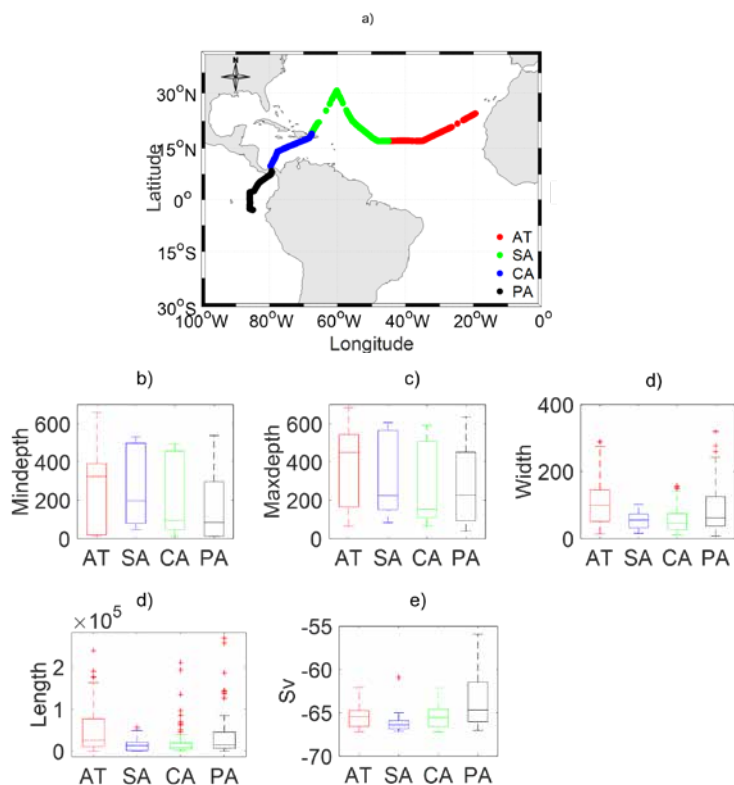 a)
N
30°N
15°N
0°
15°S
30°S
Latitude
AT
SA
CA
PA
100°W 80°W 60°W 40°W 20°W 0°
Longitude
b) c) d)
Mindepth
600
400
200
0
AT SA CA PA
Maxdepth
600
400
200
0
AT SA CA PA
Width
400
200
0
AT SA CA PA
d) e)
×10⁵
Length
2
1
0
AT SA CA PA
Sv
-55
-60
-65
-70
AT SA CA PA